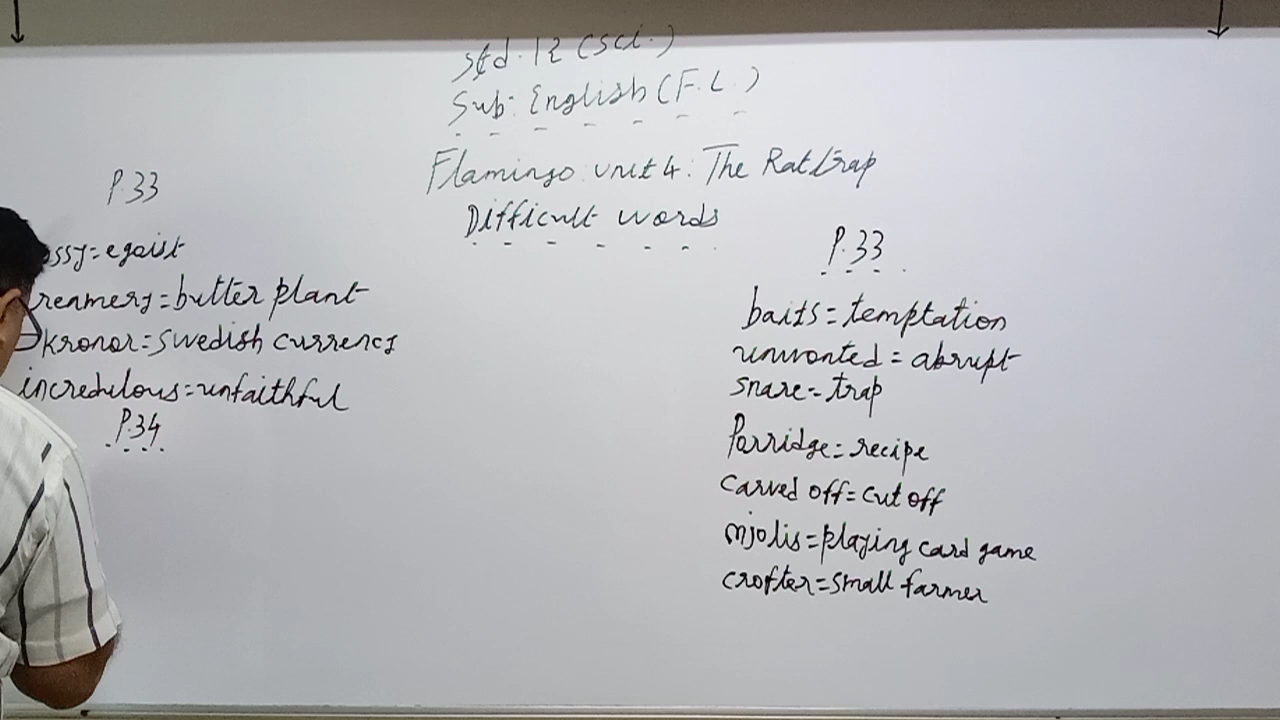 Std. 12 (Sci.)
Sub: English (F.L.)
Flamingo: unit 4: The Rattrap
Difficult words
P.33
ossy=egoist
reamery=butter plant
kronor=Swedish currency
incredulous=unfaithful
P.34
P.33
baits=temptation
unwonted=abrupt
snare=trap
Porridge=recipe
Carved off=cut off
mjolis=playing card game
crofter=small farmer